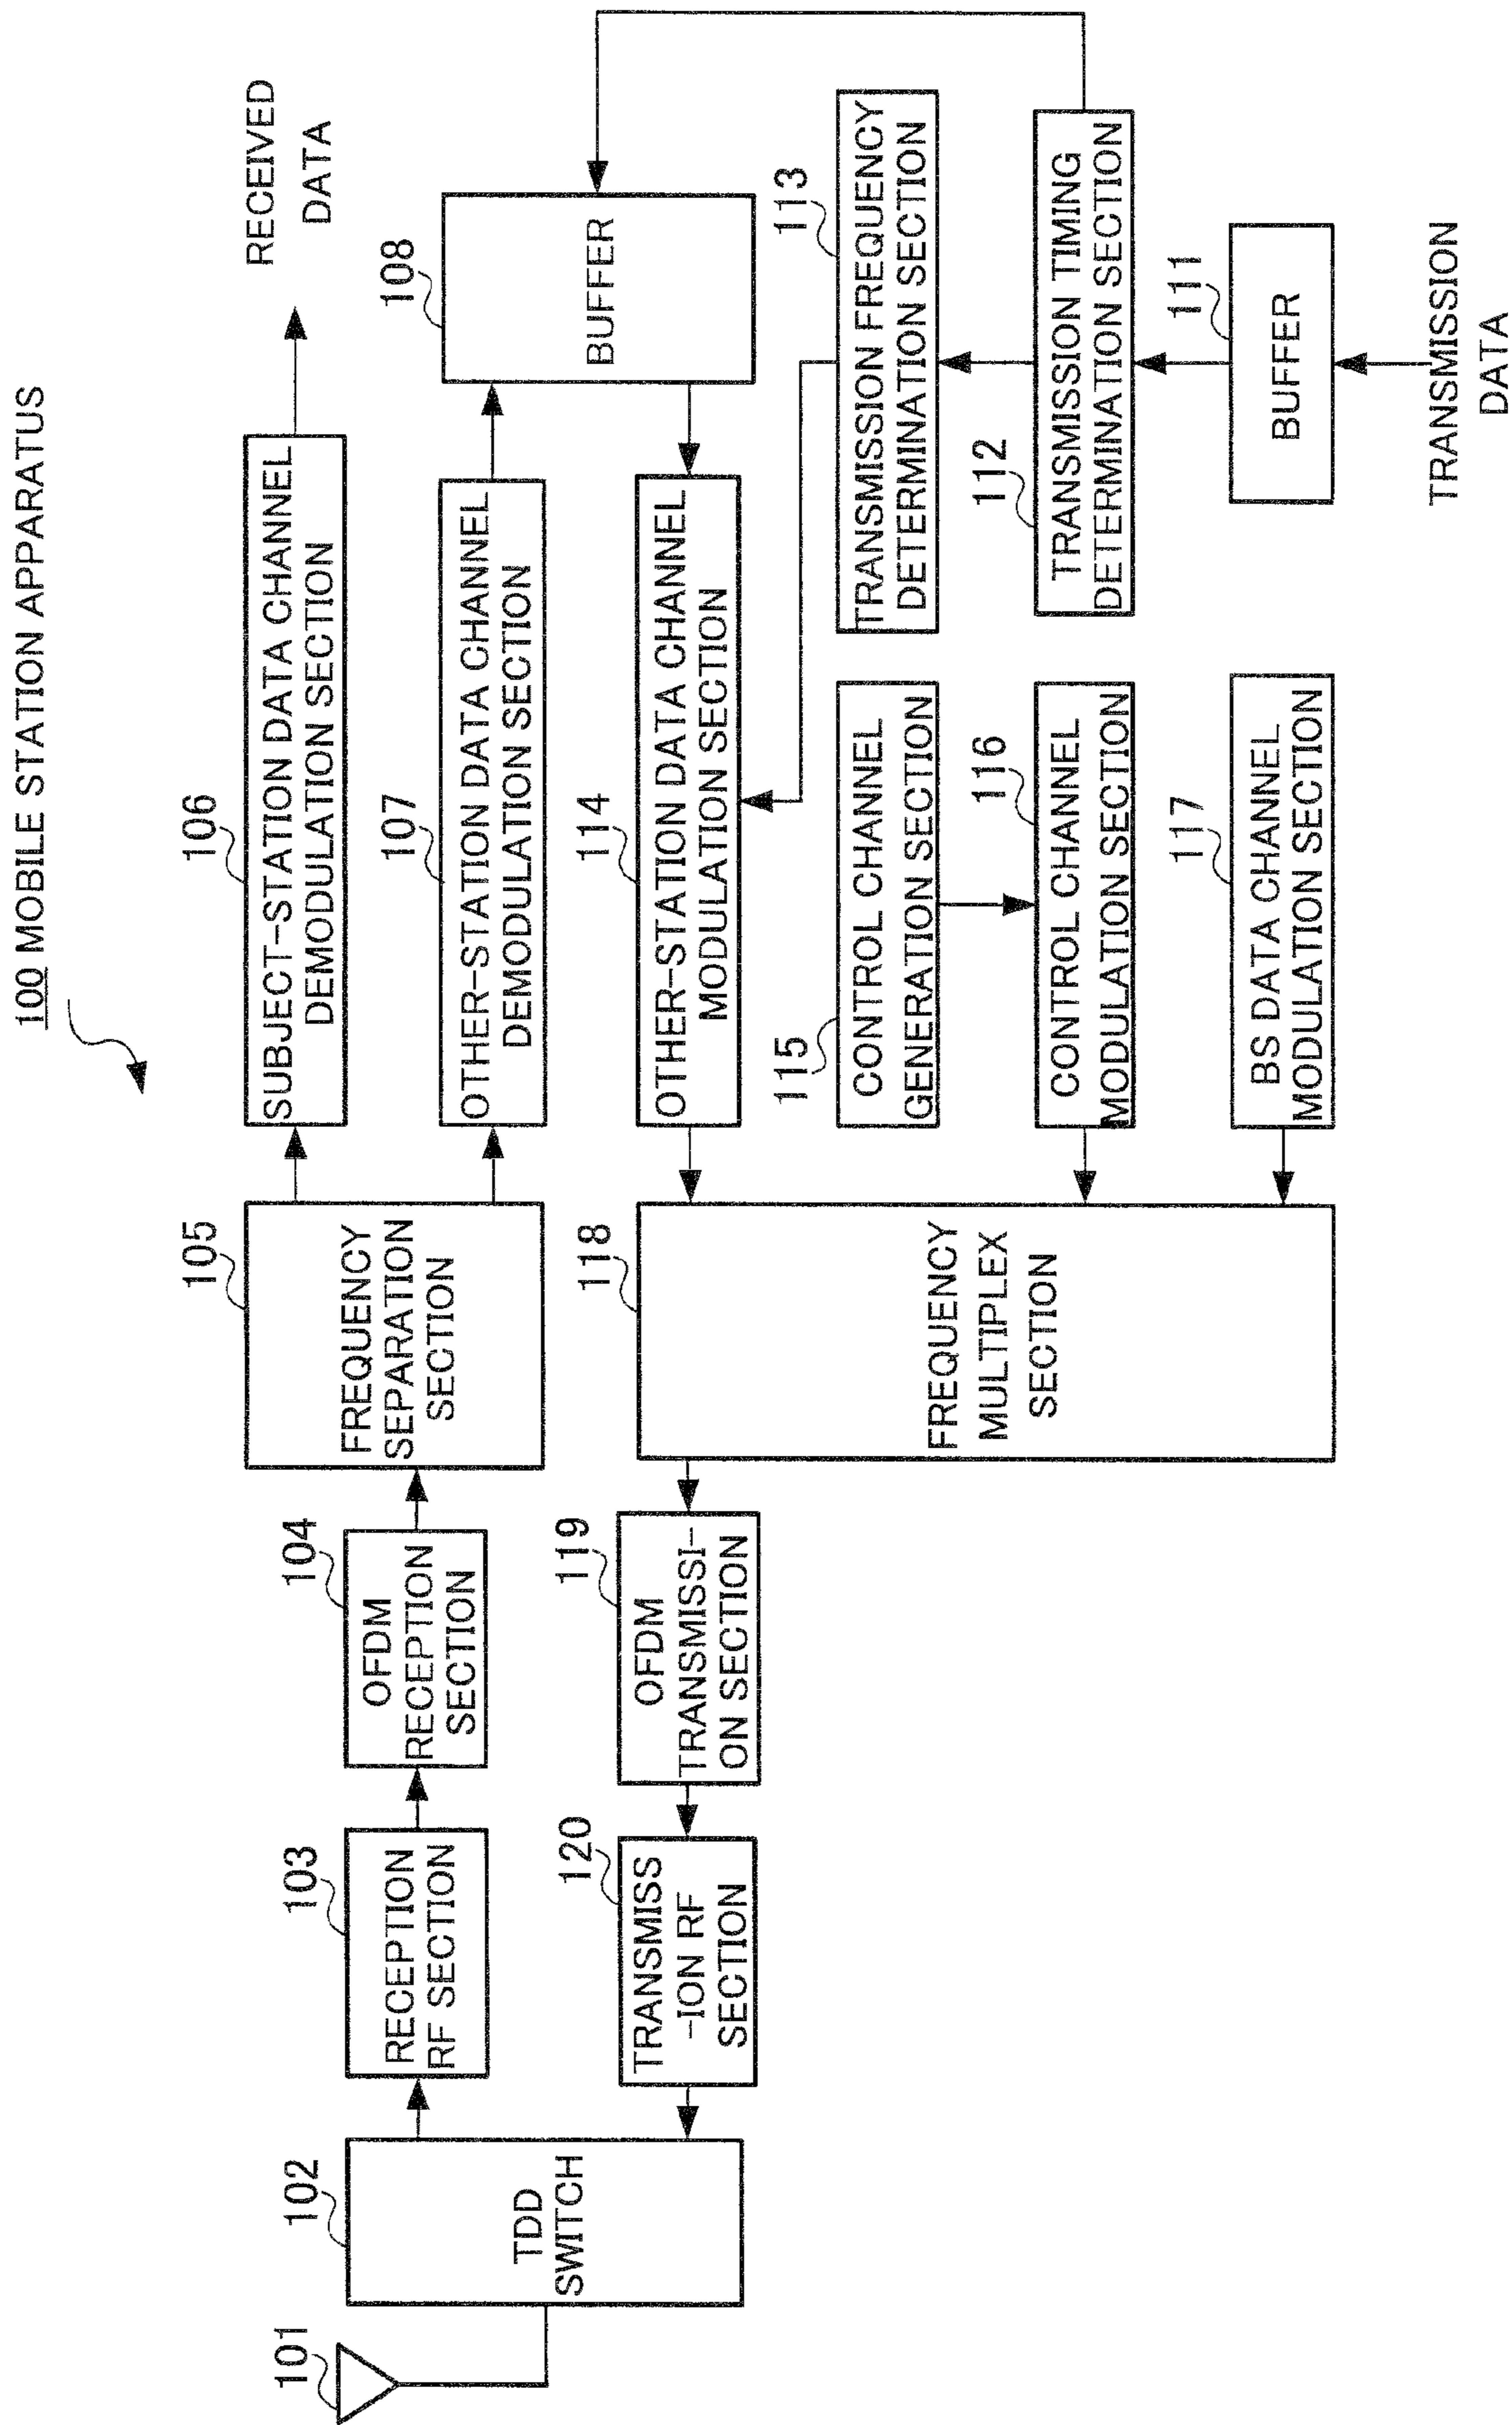 100 MOBILE STATION APPARATUS
101
102
TDD
SWITCH
103
RECEPTION
RF SECTION
104
OFDM
RECEPTION
SECTION
105
FREQUENCY
SEPARATION
SECTION
106
SUBJECT-STATION DATA CHANNEL
DEMODULATION SECTION
RECEIVED
DATA
107
OTHER-STATION DATA CHANNEL
DEMODULATION SECTION
108
BUFFER
120
TRANSMISS
-ION RF
SECTION
119
OFDM
TRANSMISSI-
ON SECTION
118
FREQUENCY
MULTIPLEX
SECTION
114
OTHER-STATION DATA CHANNEL
MODULATION SECTION
115
CONTROL CHANNEL
GENERATION SECTION
113
TRANSMISSION FREQUENCY
DETERMINATION SECTION
116
CONTROL CHANNEL
MODULATION SECTION
112
TRANSMISSION TIMING
DETERMINATION SECTION
117
BS DATA CHANNEL
MODULATION SECTION
111
BUFFER
TRANSMISSION
DATA